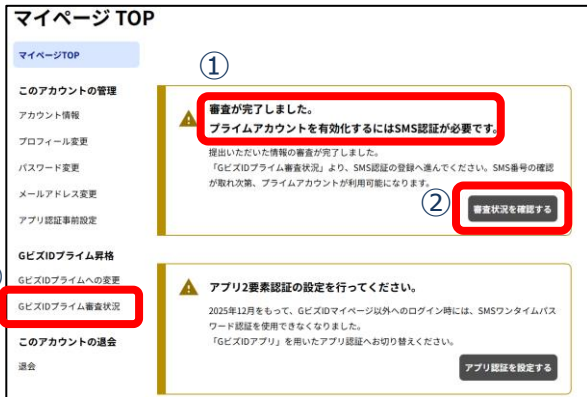 マイページ TOP
マイページTOP
このアカウントの管理
アカウント情報
プロフィール変更
パスワード変更
メールアドレス変更
アプリ認証事前設定
GビズIDプライム昇格
GビズIDプライムへの変更
GビズIDプライム審査状況
このアカウントの退会
退会
①
審査が完了しました。
プライムアカウントを有効化するにはSMS認証が必要です。
提出いただいた情報の審査が完了しました。
「GビズIDプライム審査状況」より、SMS認証の登録へ進んでください。SMS番号の確認
が取れ次第、プライムアカウントが利用可能になります。
②
審査状況を確認する
アプリ2要素認証の設定を行ってください。
2025年12月をもって、GビズIDマイページ以外へのログイン時には、SMSワンタイムパス
ワード認証を使用できなくなりました。
「GビズIDアプリ」を用いたアプリ認証へお切り替えください。
アプリ認証を設定する